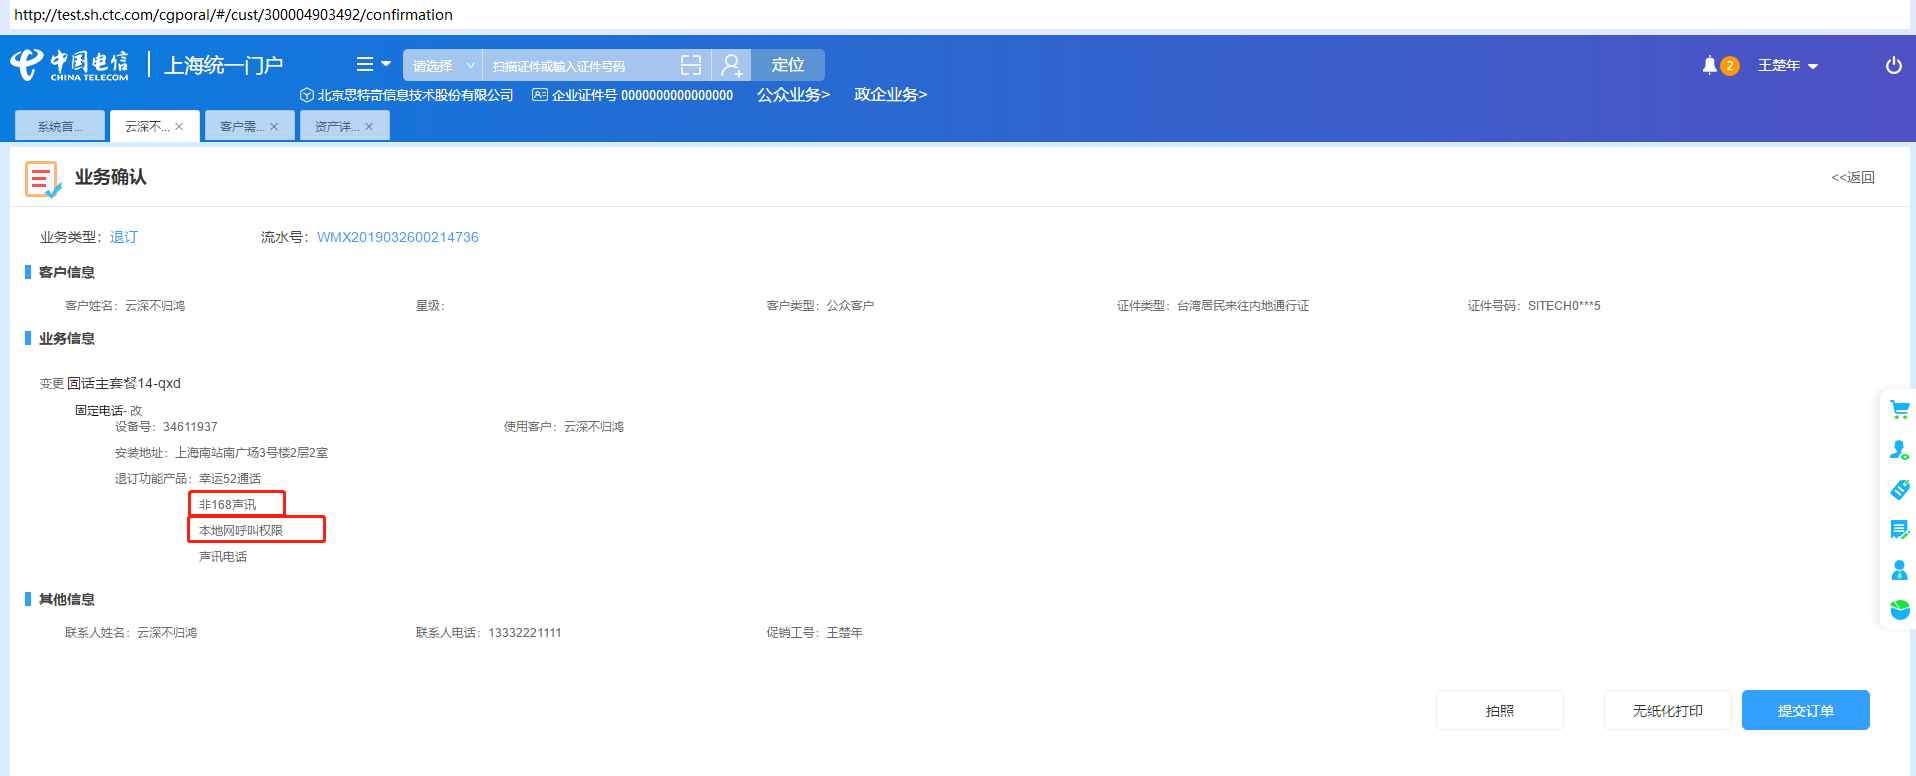 http://test.sh.ctc.com/cgporal/#/cust/300004903492/confirmation
中国电信
CHINA TELECOM
上海统一门户
请选择
扫描证件或输入证件号码
定位
2
王楚年
北京思特奇信息技术股份有限公司
企业证件号 0000000000000000
公众业务>
政企业务>
系统首...
云深不... ×
客户需... ×
资产详... ×
业务确认
<<返回
业务类型：退订
流水号：WMX2019032600214736
客户信息
客户姓名：云深不归鸿
星级：
客户类型：公众客户
证件类型：台湾居民来往内地通行证
证件号码：SITECH0***5
业务信息
变更 固话主套餐14-qxd
固定电话- 改
设备号：34611937
使用客户：云深不归鸿
安装地址：上海南站南广场3号楼2层2室
退订功能产品：幸运52通话
非168声讯
本地网呼叫权限
声讯电话
其他信息
联系人姓名：云深不归鸿
联系人电话：13332221111
促销工号：王楚年
拍照
无纸化打印
提交订单